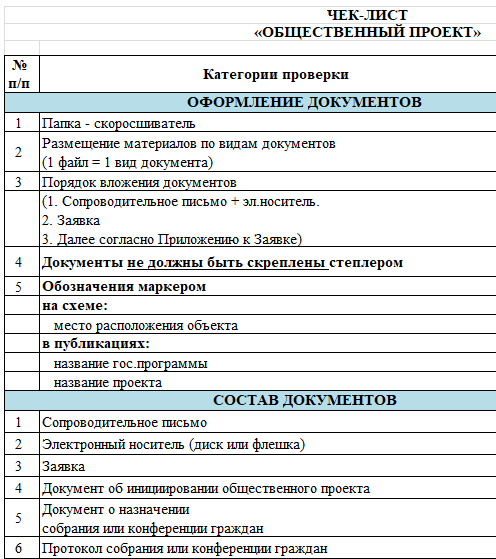 ЧЕК-ЛИСТ
«ОБЩЕСТВЕННЫЙ ПРОЕКТ»
№
п/п
Категории проверки
ОФОРМЛЕНИЕ ДОКУМЕНТОВ
1 Папка - скоросшиватель
2 Размещение материалов по видам документов
(1 файл = 1 вид документа)
3 Порядок вложения документов
(1. Сопроводительное письмо + эл.носитель.
2. Заявка
3. Далее согласно Приложению к Заявке)
4 Документы не должны быть скреплены степлером
5 Обозначения маркером
на схеме:
место расположения объекта
в публикациях:
название гос.программы
название проекта
СОСТАВ ДОКУМЕНТОВ
1 Сопроводительное письмо
2 Электронный носитель (диск или флешка)
3 Заявка
4 Документ об инициировании общественного проекта
5 Документ о назначении
собрания или конференции граждан
6 Протокол собрания или конференции граждан